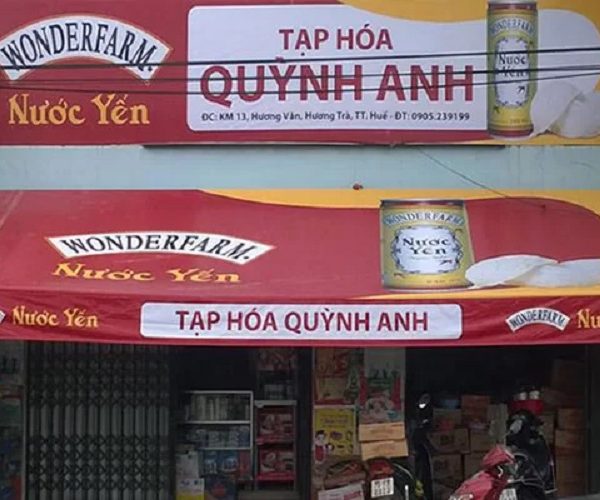 WONDERFARM
Nước Yến
TẠP HÓA
QUỲNH ANH
ĐC: KM 13, Hương Văn, Hương Trà, TT. Huế - ĐT: 0905.239199
WONDERFARM
Nước
Yến
WONDERFARM
Nước Yến
WONDERFARM
Nước
Yến
Nước Yến
TẠP HÓA QUỲNH ANH
WONDERFARM
Nư